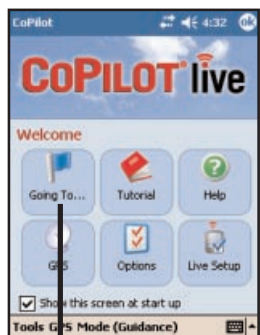 CoPilot 4:32 ok
COPILOT live
Welcome
Going To... Tutorial Help
GPS Options Live Setup
Show this screen at start up
Tools GPS Mode (Guidance)